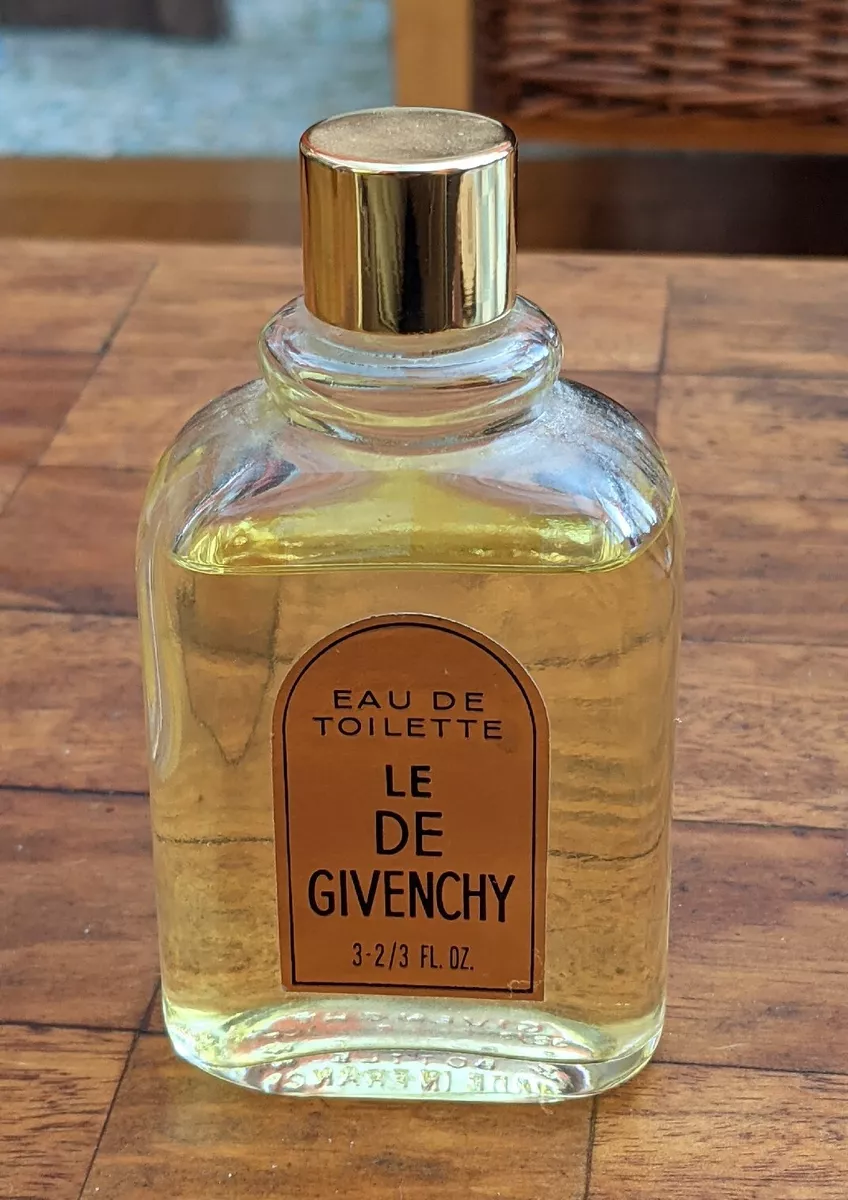 EAU DE
TOILETTE
LE
DE
GIVENCHY
3-2/3 FL. OZ.